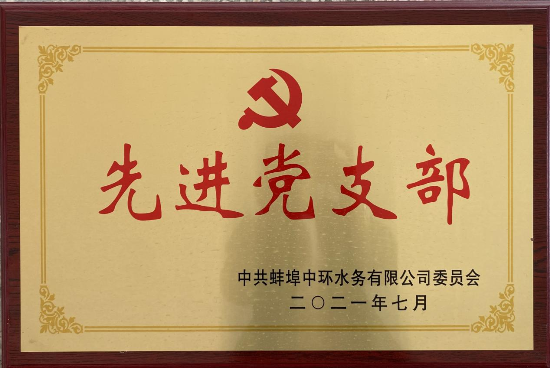 先进党支部
中共蚌埠中环水务有限公司委员会
二〇二一年七月